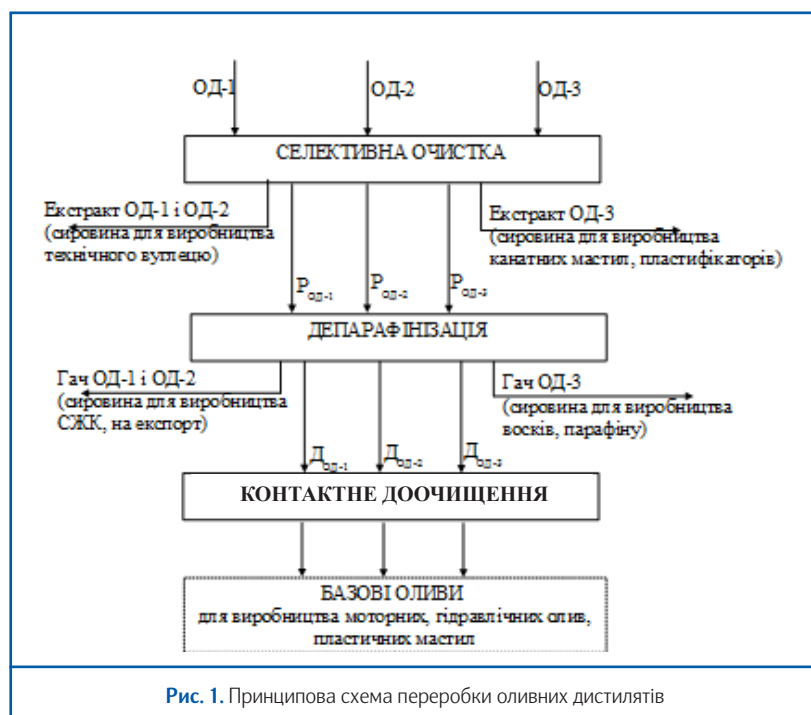 ОД-1
ОД-2
ОД-3
СЕЛЕКТИВНА ОЧИСТКА
Екстракт ОД-1 і ОД-2
(сировина для виробництва
технічного вуглецю)
Екстракт ОД-3
(сировина для виробництва
канатних мастил, пластифікаторів)
Р ОД-1
Р ОД-2
Р ОД-3
ДЕПАРАФІНІЗАЦІЯ
Гач ОД-1 і ОД-2
(сировина для виробництва
СЖК, на експорт)
Гач ОД-3
(сировина для виробництва
восків, парафіну)
Д ОД-1
Д ОД-2
Д ОД-3
КОНТАКТНЕ ДООЧИЩЕННЯ
БАЗОВІ ОЛИВИ
для виробництва моторних, гідравлічних олив,
пластичних мастил
Рис. 1. Принципова схема переробки оливних дистилятів